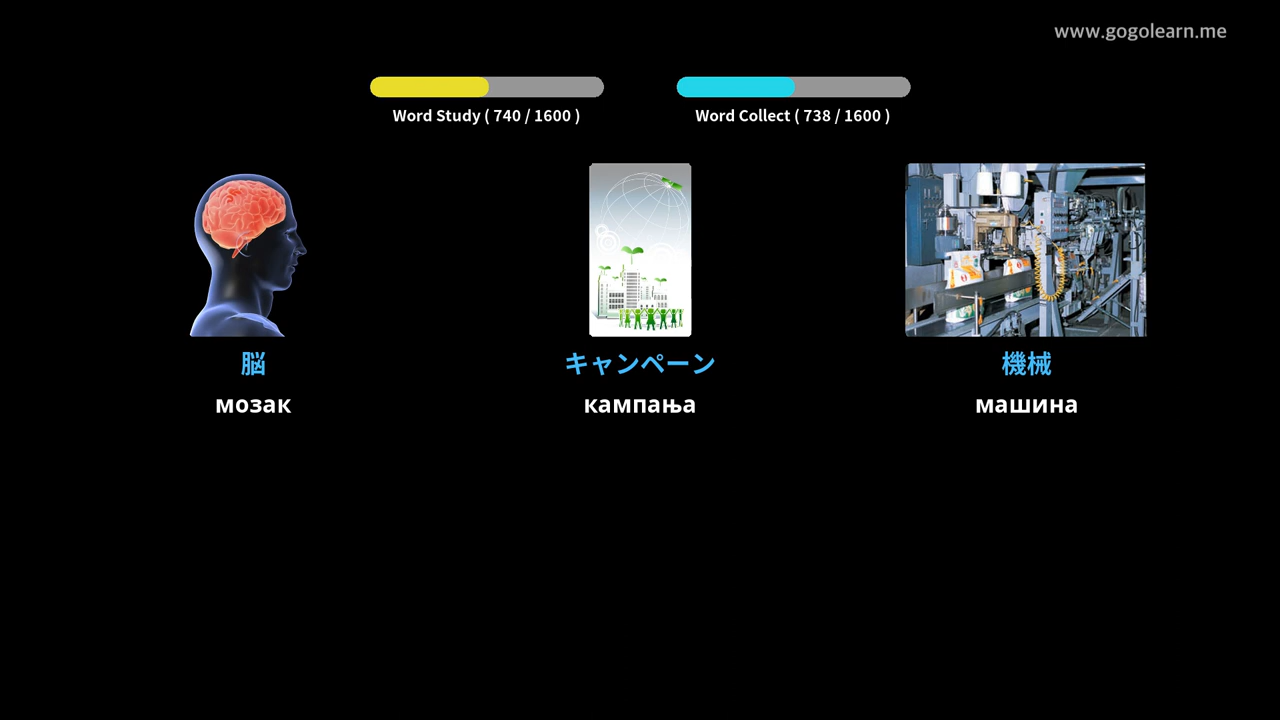 www.gogolearn.me
Word Study ( 740 / 1600 )
Word Collect ( 738 / 1600 )
脳
キャンペーン
機械
мозак
кампања
машина